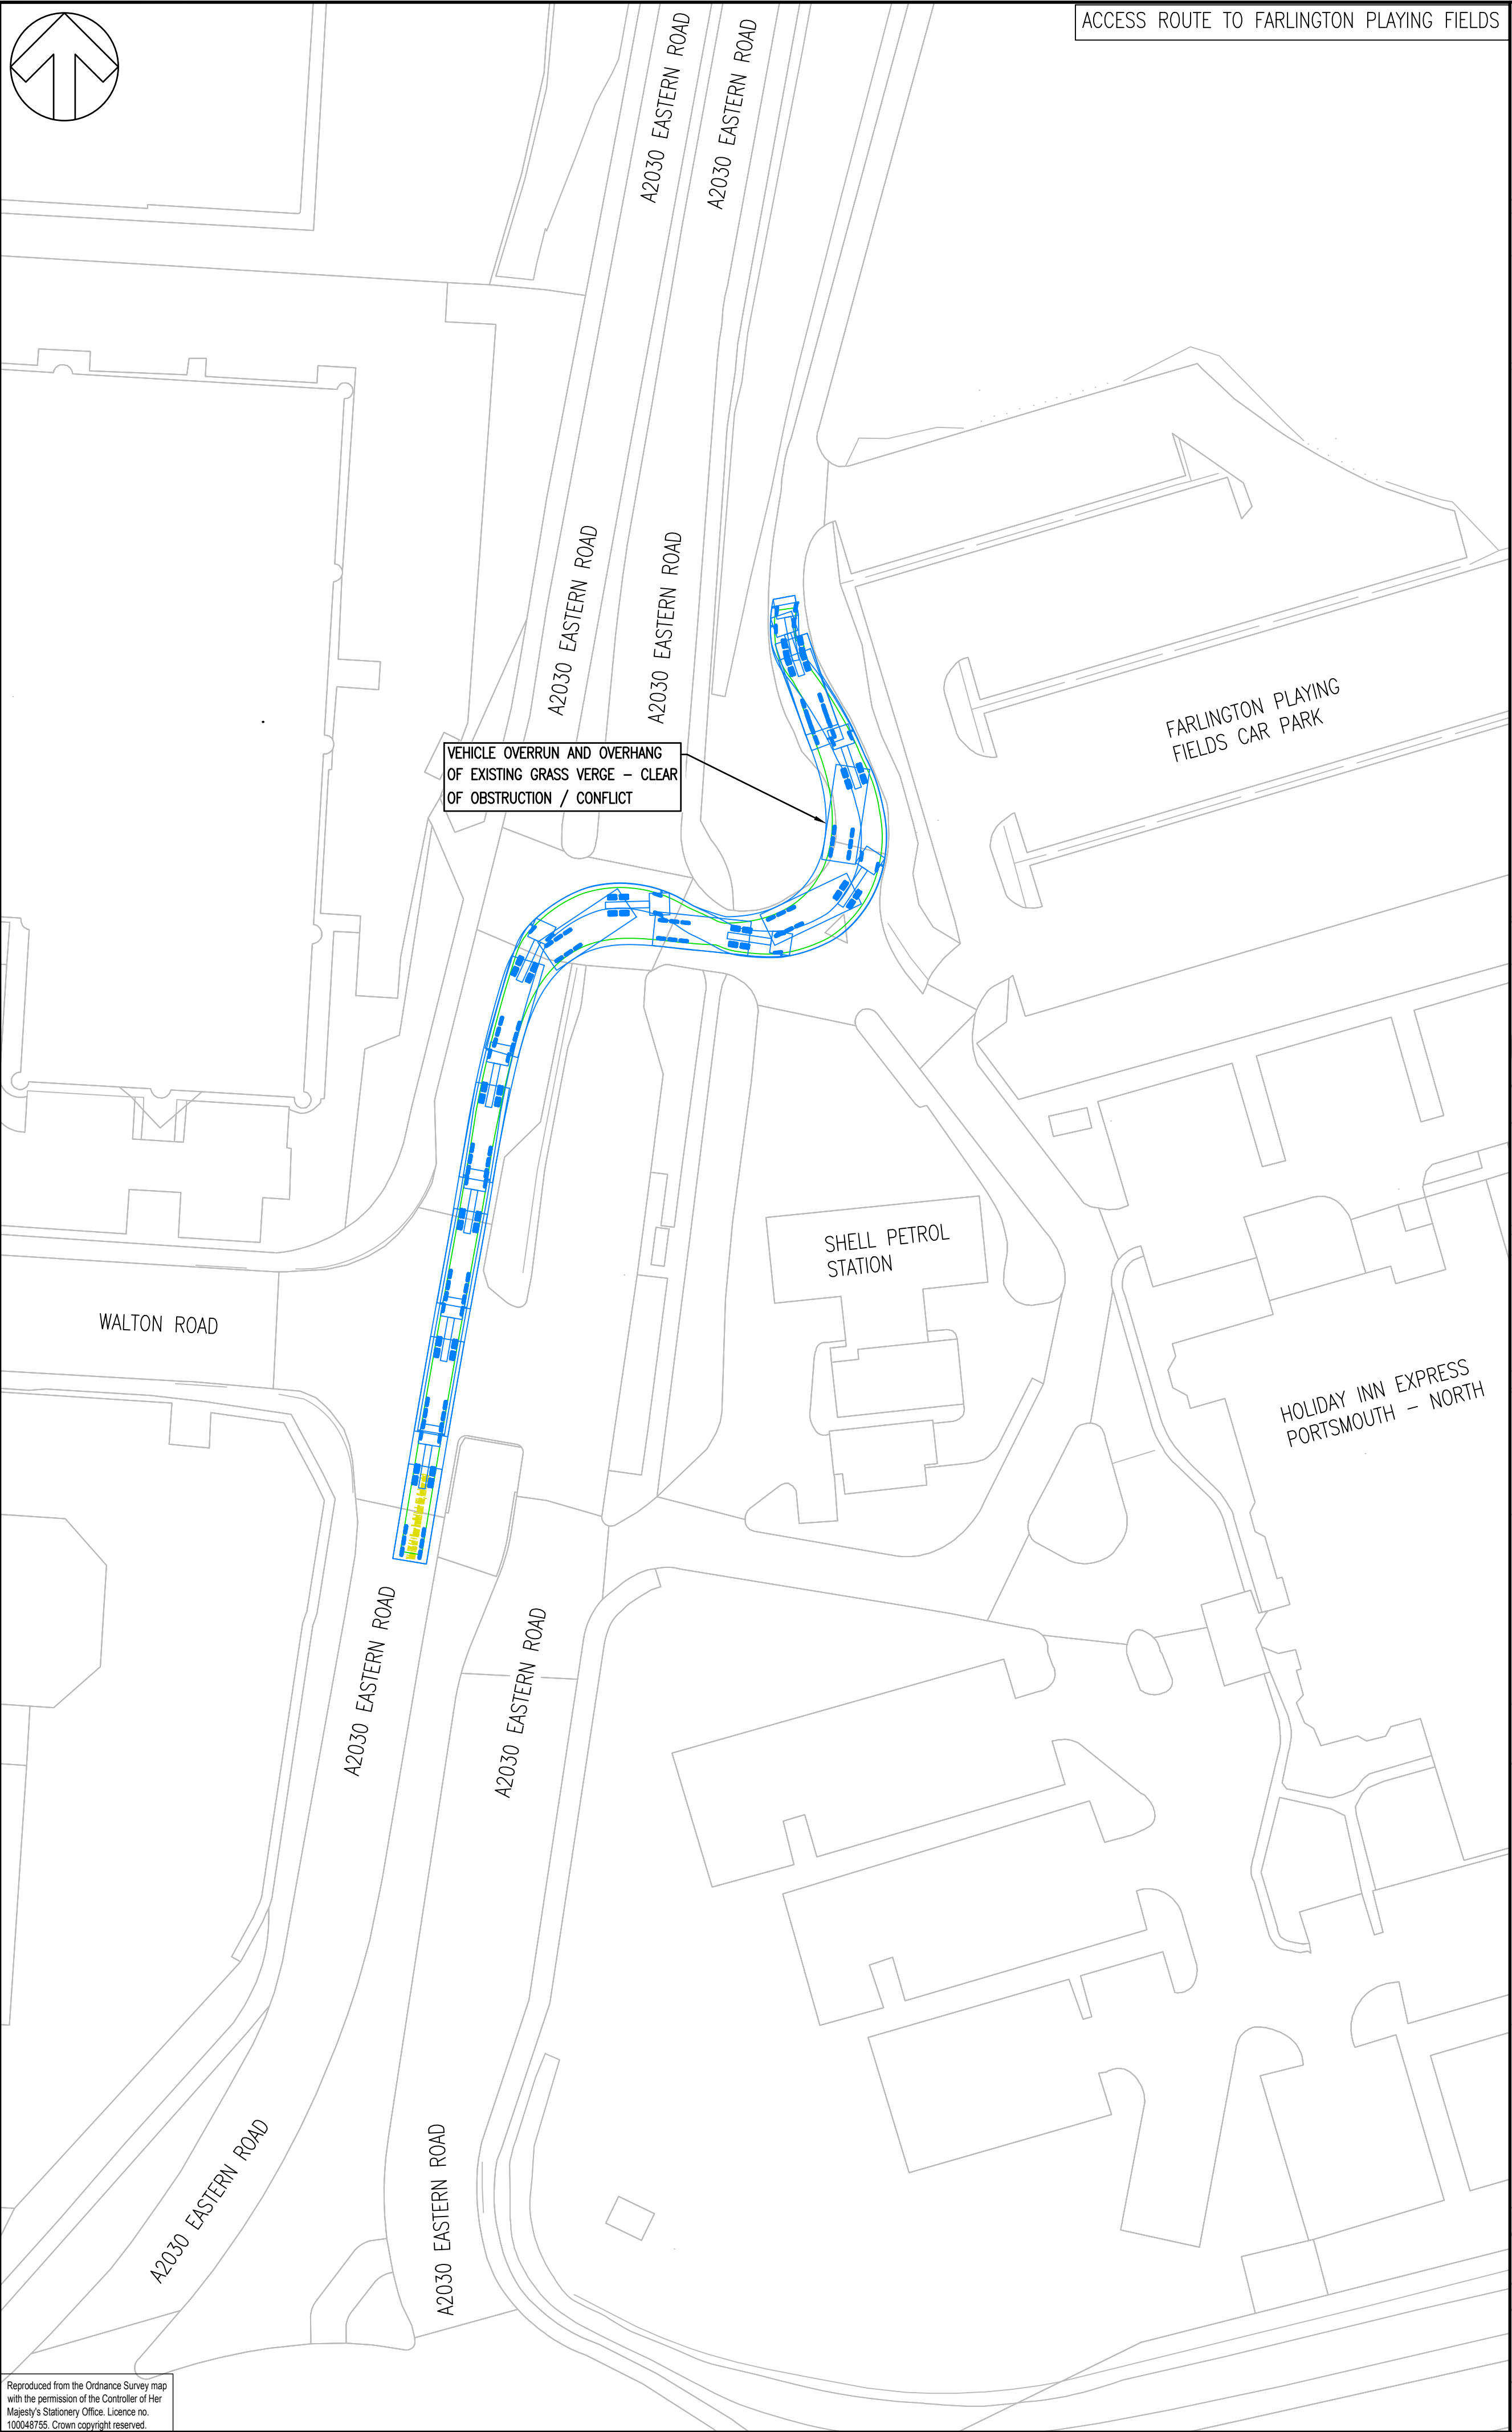 ACCESS ROUTE TO FARLINGTON PLAYING FIELDS
A2030 EASTERN ROAD
A2030 EASTERN ROAD
A2030 EASTERN ROAD
A2030 EASTERN ROAD
FARLINGTON PLAYING
FIELDS CAR PARK
VEHICLE OVERRUN AND OVERHANG
OF EXISTING GRASS VERGE – CLEAR
OF OBSTRUCTION / CONFLICT
SHELL PETROL
STATION
WALTON ROAD
HOLIDAY INN EXPRESS
PORTSMOUTH – NORTH
A2030 EASTERN ROAD
A2030 EASTERN ROAD
A2030 EASTERN ROAD
A2030 EASTERN ROAD
Reproduced from the Ordnance Survey map
with the permission of the Controller of Her
Majesty's Stationery Office. Licence no.
100048755. Crown copyright reserved.